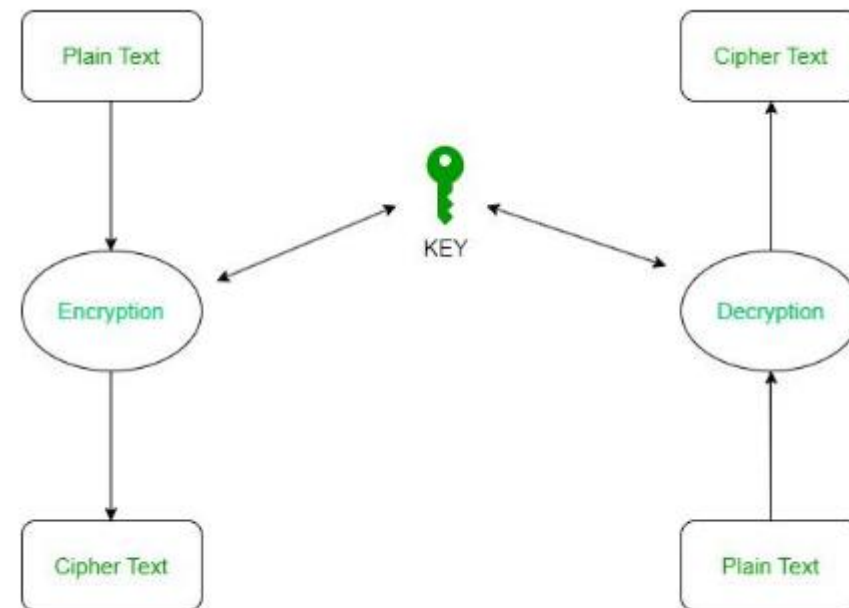 Plain Text
Cipher Text
KEY
Encryption
Decryption
Cipher Text
Plain Text